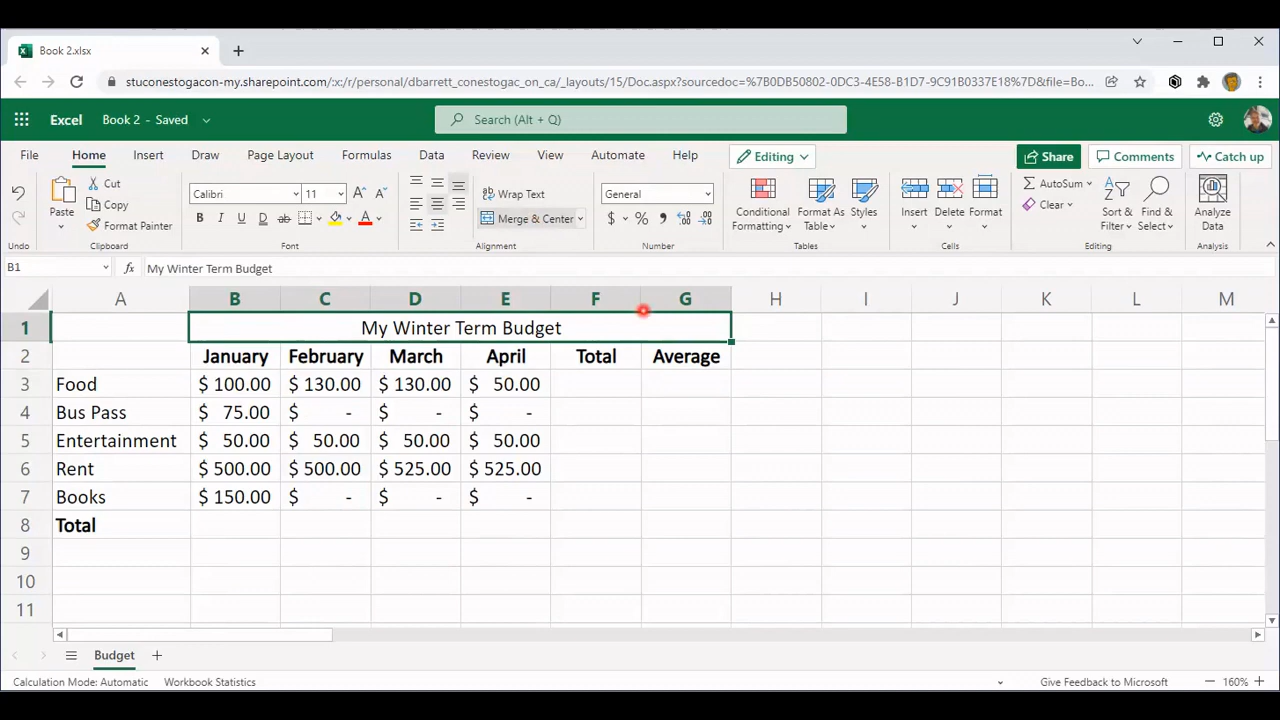 Book 2.xlsx
stuconestogacon-my.sharepoint.com/:x:/r/personal/dbarrett_conestogac_on_ca/_layouts/15/Doc.aspx?sourcedoc=%7B0DB50802-0DC3-4E58-B1D7-9C91B0337E18%7D&file=Bo...
Excel Book 2 - Saved Search (Alt + Q)
File Home Insert Draw Page Layout Formulas Data Review View Automate Help Editing Share Comments Catch up
Paste Cut Copy Format Painter
Calibri 11
B I U D ab A
Wrap Text
Merge & Center
General
$ % ,
Conditional Formatting Format As Table Styles Insert Delete Format
AutoSum Clear Sort & Filter Find & Select Analyze Data
Undo Clipboard Font Alignment Number Tables Cells Editing Analysis
B1 fx My Winter Term Budget
A B C D E F G H I J K L M
1 My Winter Term Budget
2 January February March April Total Average
3 Food $ 100.00 $ 130.00 $ 130.00 $ 50.00
4 Bus Pass $ 75.00 $ - $ - $ -
5 Entertainment $ 50.00 $ 50.00 $ 50.00 $ 50.00
6 Rent $ 500.00 $ 500.00 $ 525.00 $ 525.00
7 Books $ 150.00 $ - $ - $ -
8 Total
9
10
11
Budget
Calculation Mode: Automatic Workbook Statistics Give Feedback to Microsoft 160%